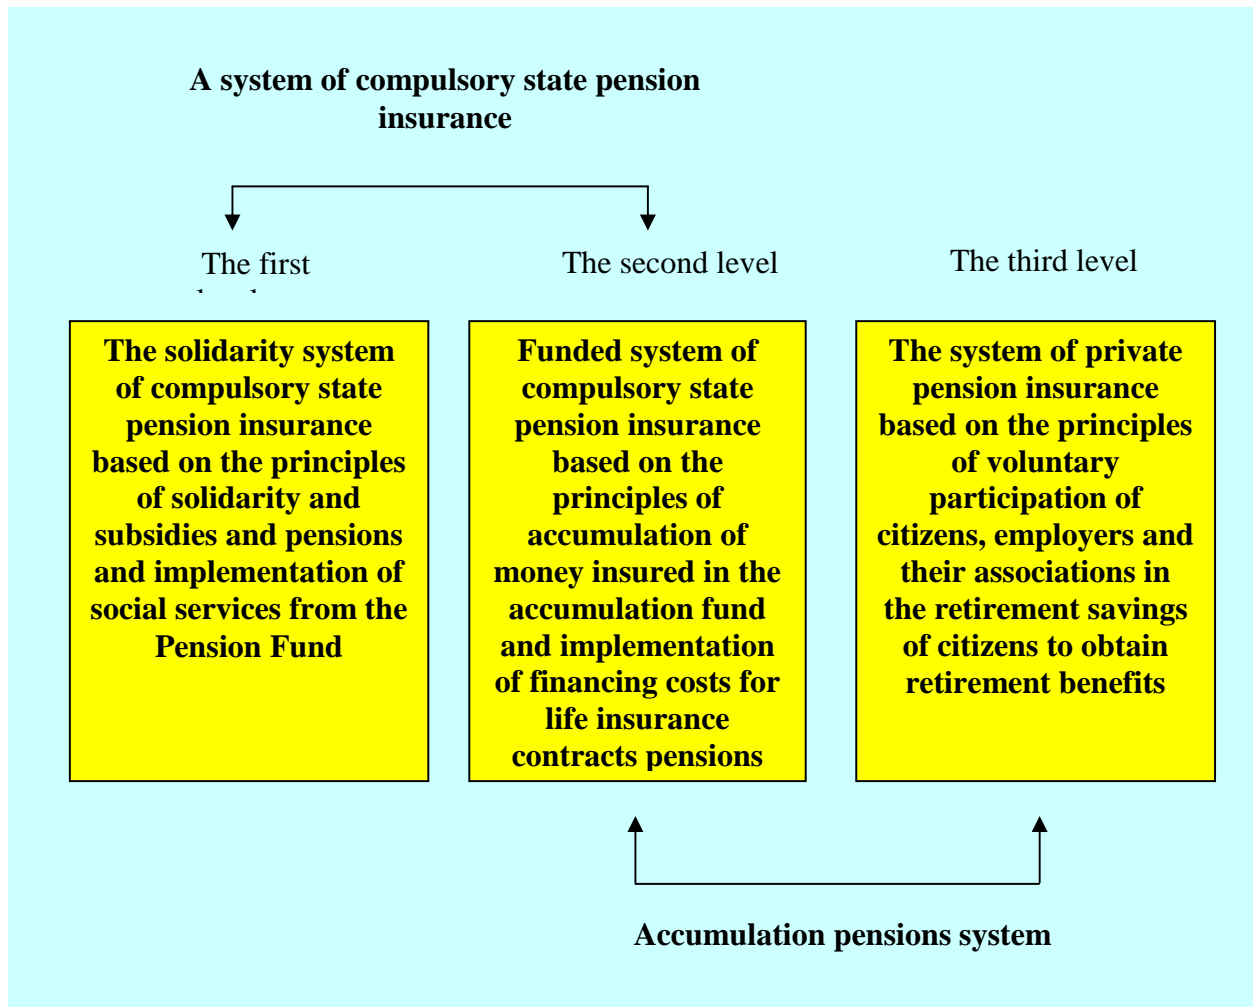 A system of compulsory state pension
insurance
The first
The second level
The third level
The solidarity system
of compulsory state
pension insurance
based on the principles
of solidarity and
subsidies and pensions
and implementation of
social services from the
Pension Fund
Funded system of
compulsory state
pension insurance
based on the
principles of
accumulation of
money insured in the
accumulation fund
and implementation
of financing costs for
life insurance
contracts pensions
The system of private
pension insurance
based on the principles
of voluntary
participation of
citizens, employers and
their associations in
the retirement savings
of citizens to obtain
retirement benefits
Accumulation pensions system